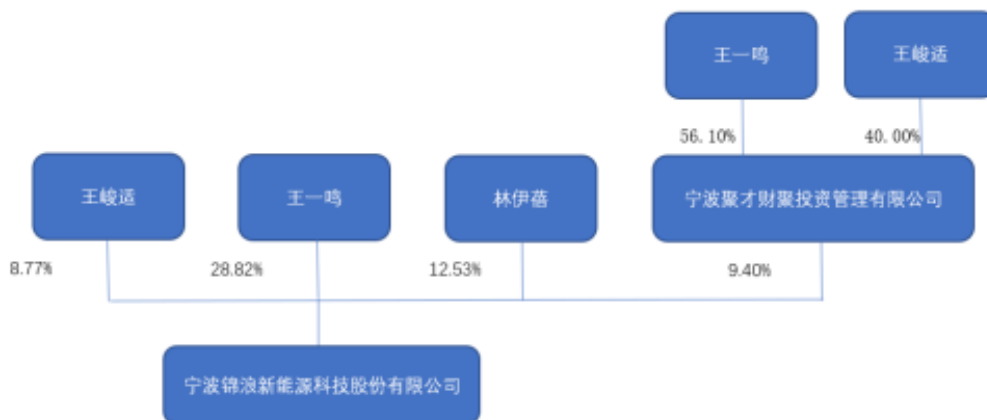 王一鸣
王峻适
56.10%
40.00%
王峻适
王一鸣
林伊蓓
宁波聚才财聚投资管理有限公司
8.77%
28.82%
12.53%
9.40%
宁波锦浪新能源科技股份有限公司